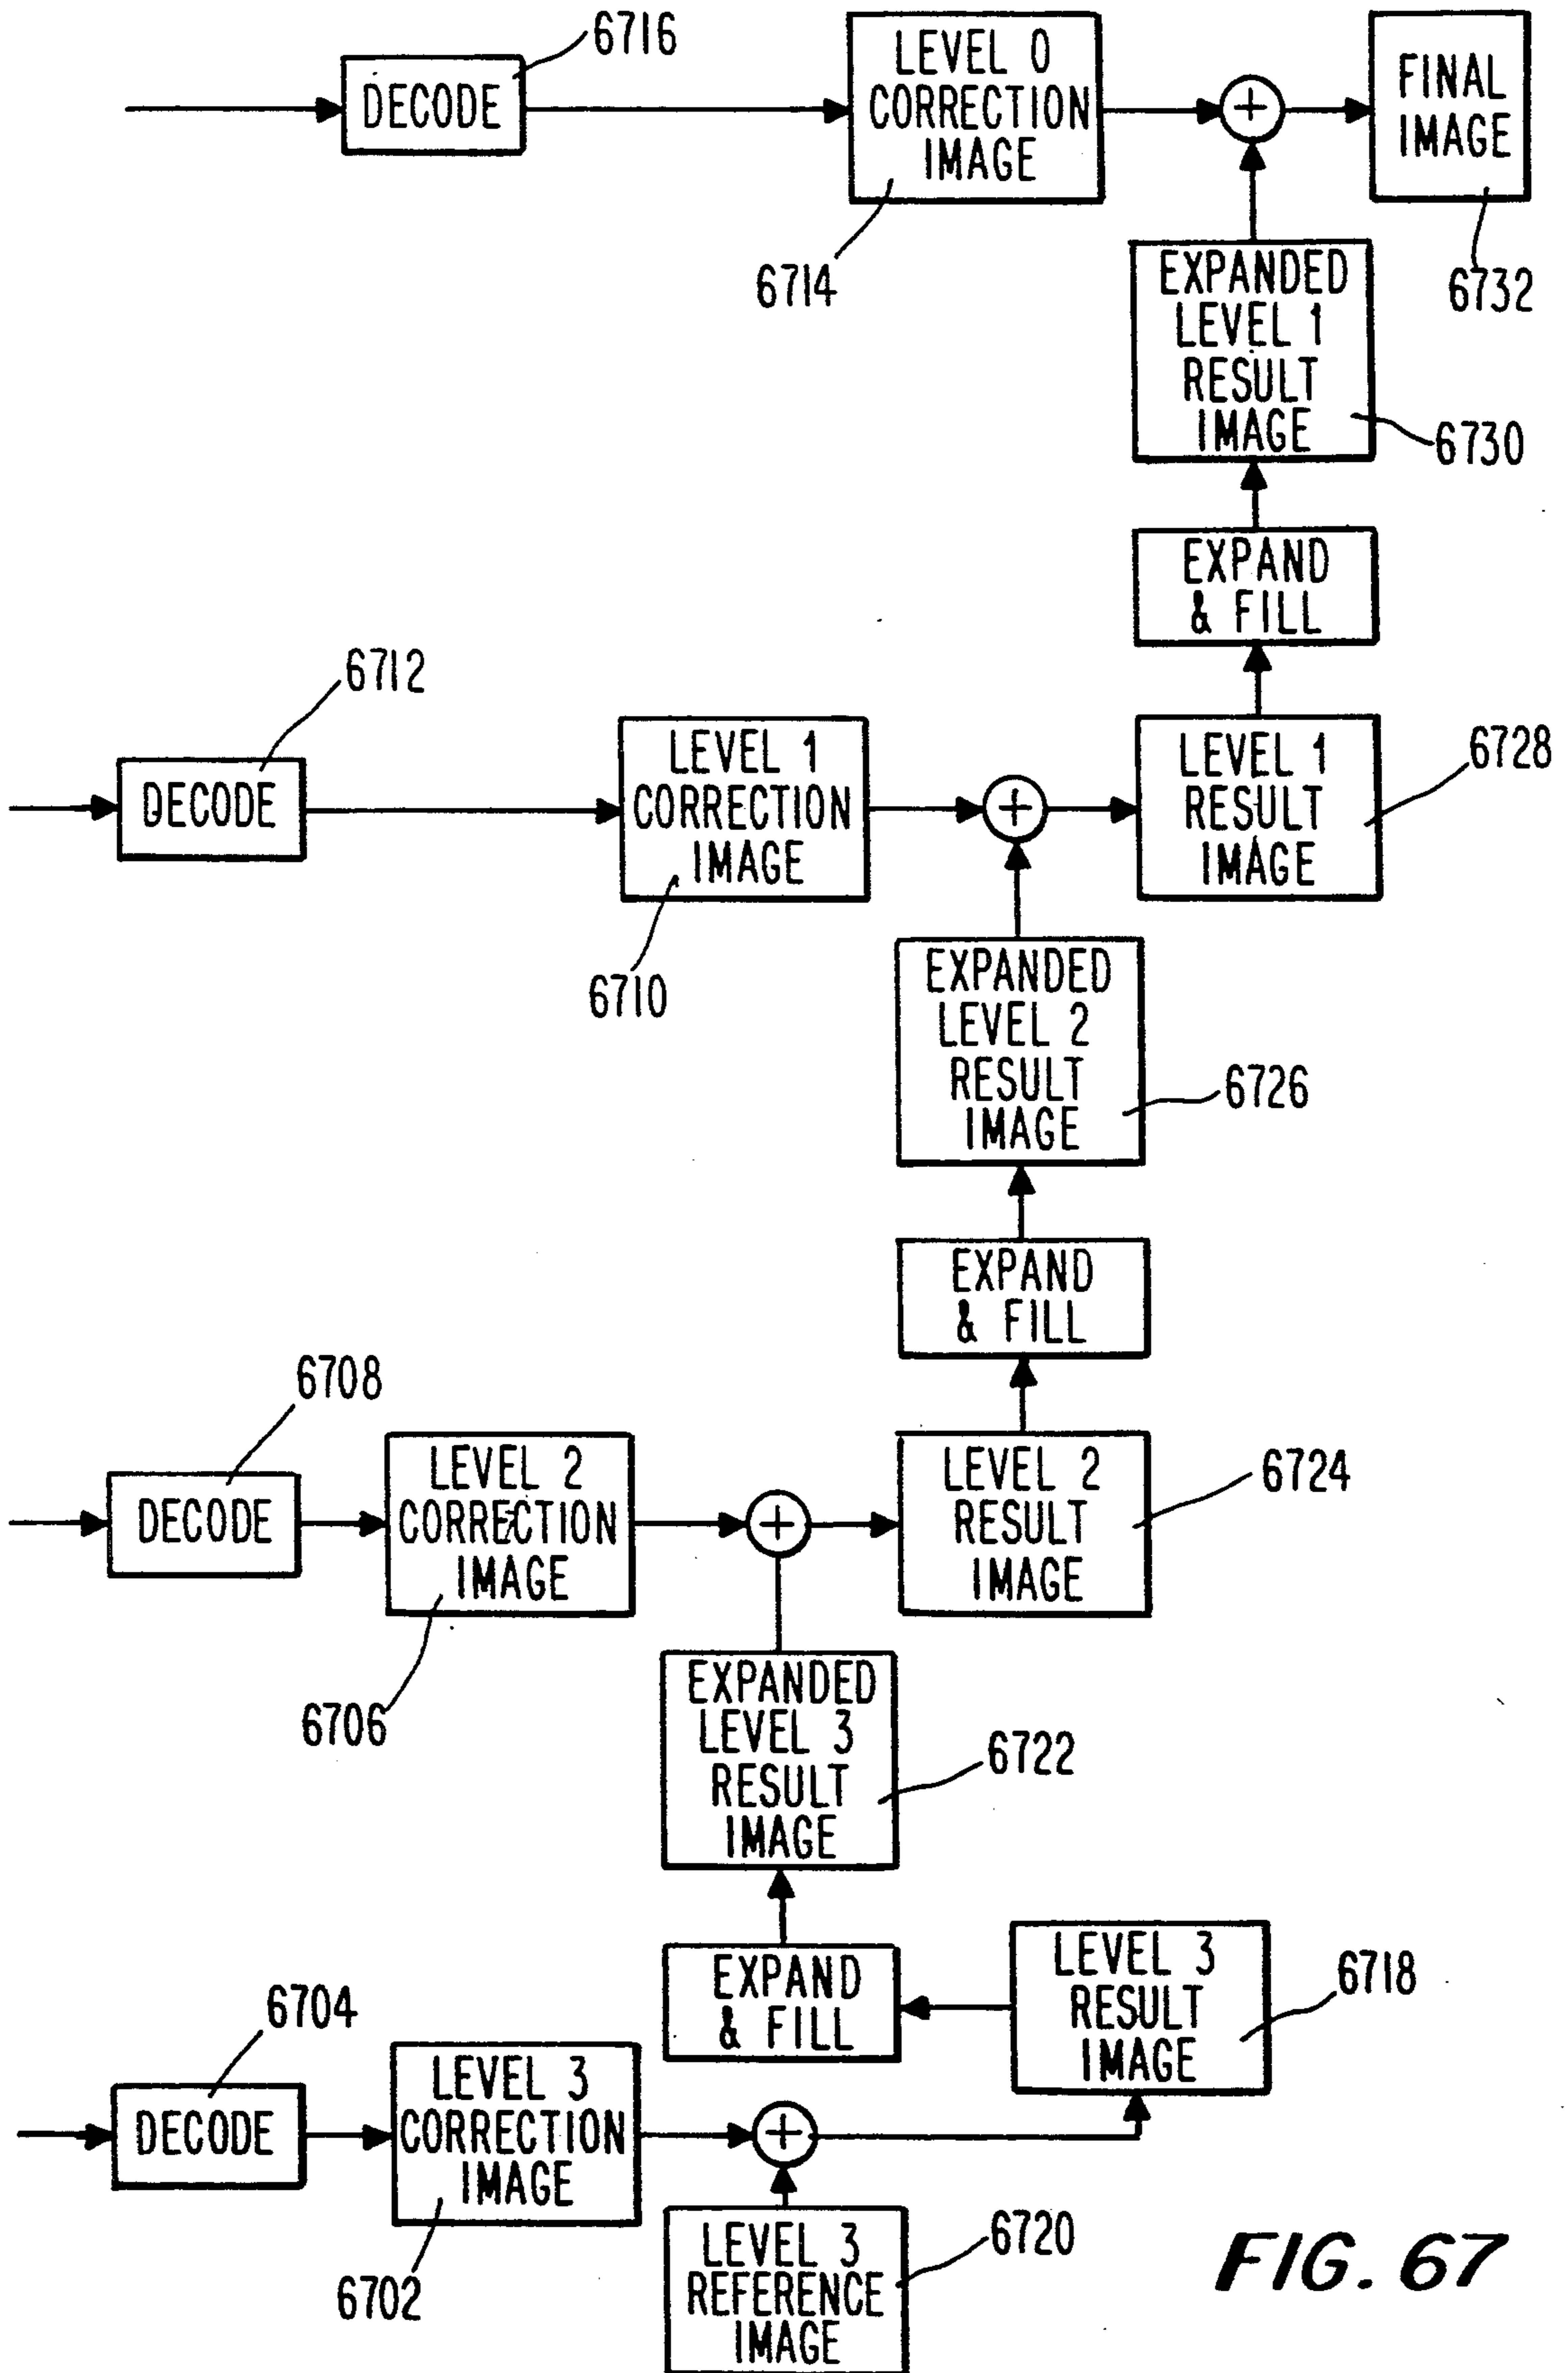 6716
DECODE
LEVEL 0
CORRECTION
IMAGE
6714
FINAL
IMAGE
6732
EXPANDED
LEVEL 1
RESULT
IMAGE
6730
EXPAND
& FILL
6712
DECODE
LEVEL 1
CORRECTION
IMAGE
6710
+
+
LEVEL 1
RESULT
IMAGE
6728
EXPANDED
LEVEL 2
RESULT
IMAGE
6726
EXPAND
& FILL
6708
DECODE
LEVEL 2
CORRECTION
IMAGE
6706
+
LEVEL 2
RESULT
IMAGE
6724
EXPANDED
LEVEL 3
RESULT
IMAGE
6722
EXPAND
& FILL
LEVEL 3
RESULT
IMAGE
6718
6704
DECODE
LEVEL 3
CORRECTION
IMAGE
6702
+
LEVEL 3
REFERENCE
IMAGE
6720
FIG. 67